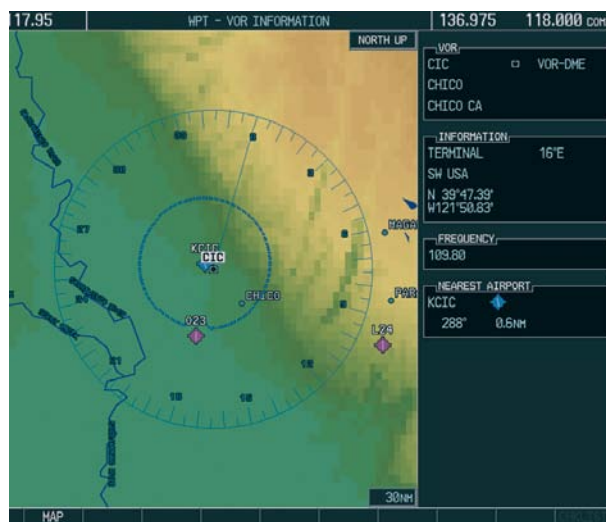 17.95
WPT - VOR INFORMATION
136.975
118.000 COM
NORTH UP
VOR
CIC
VOR-DME
CHICO
CHICO CA
INFORMATION
TERMINAL
16°E
SW USA
N 39°47.39'
W121°50.83'
FREQUENCY
109.80
NEAREST AIRPORT
KCIC
288°
0.6NM
KCIC
CIC
CHICO
O23
L24
MAGA
PAR
30NM
MAP